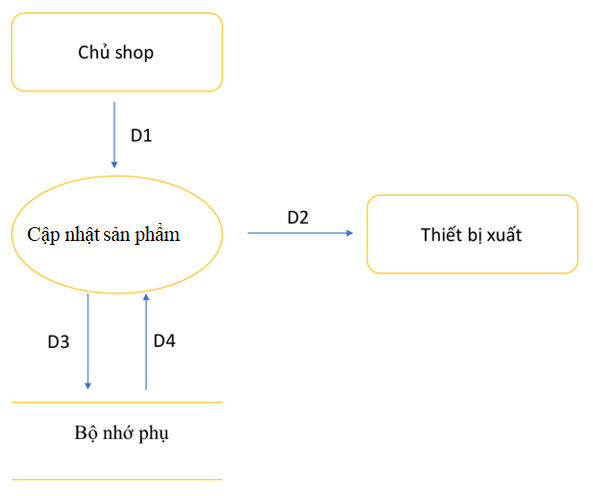 Chủ shop
D1
Cập nhật sản phẩm
D2
Thiết bị xuất
D3
D4
Bộ nhớ phụ